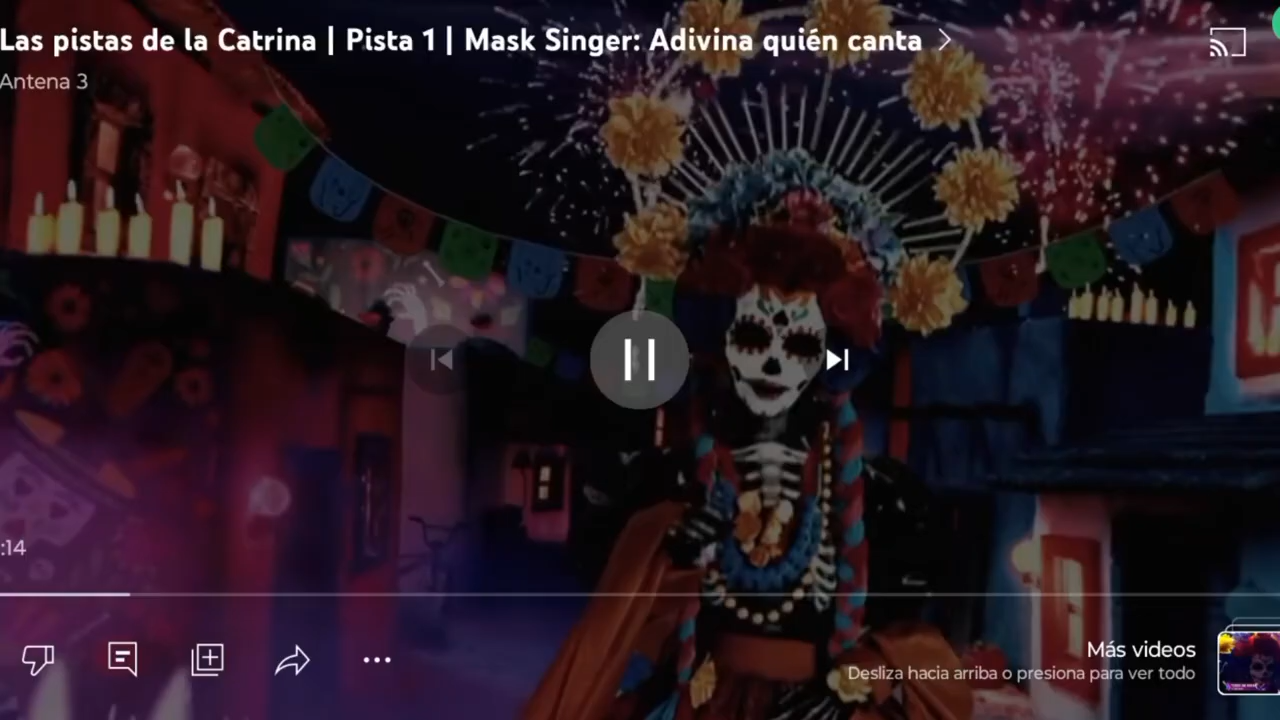 Las pistas de la Catrina | Pista 1 | Mask Singer: Adivina quién canta
Antena 3
:14
Más videos
Desliza hacia arriba o presiona para ver todo